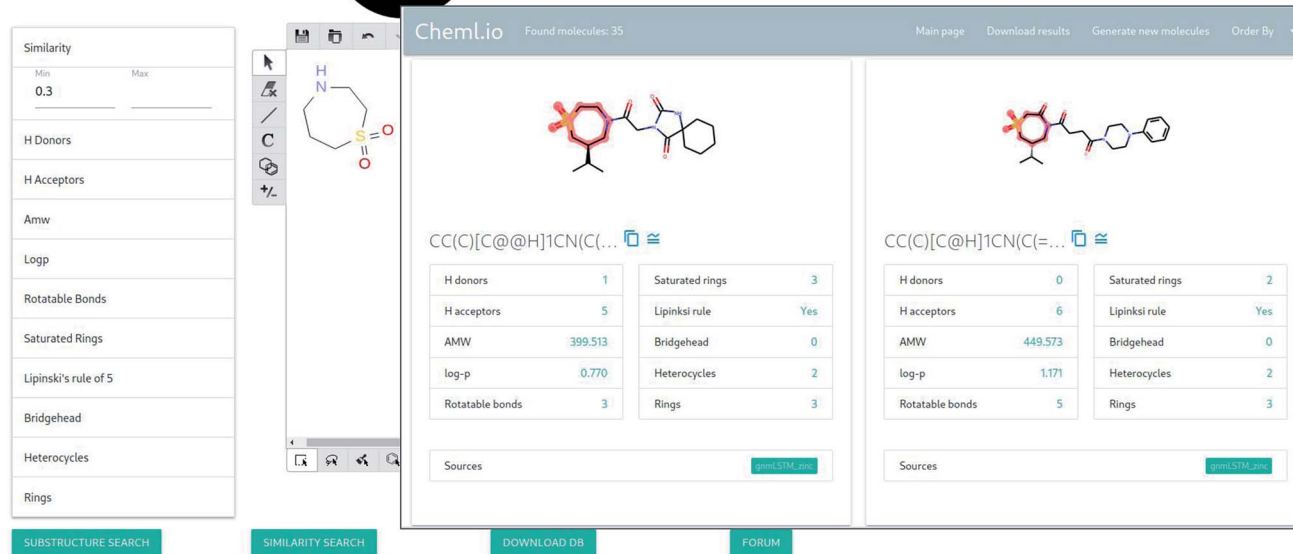 Similarity
Min Max
0.3
H Donors
H Acceptors
Amw
Logp
Rotatable Bonds
Saturated Rings
Lipinski's rule of 5
Bridgehead
Heterocycles
Rings
C
+/-
H
N
S
O
O
Cheml.io Found molecules: 35 Main page Download results Generate new molecules Order By
CC(C)[C@@H]1CN(C(...
H donors 1 Saturated rings 3
H acceptors 5 Lipinksi rule Yes
AMW 399.513 Bridgehead 0
log-p 0.770 Heterocycles 2
Rotatable bonds 3 Rings 3
Sources gnmLSTM_zinc
CC(C)[C@H]1CN(C(=...
H donors 0 Saturated rings 2
H acceptors 6 Lipinksi rule Yes
AMW 449.573 Bridgehead 0
log-p 1.171 Heterocycles 2
Rotatable bonds 5 Rings 3
Sources gnmLSTM_zinc
SUBSTRUCTURE SEARCH SIMILARITY SEARCH DOWNLOAD DB FORUM